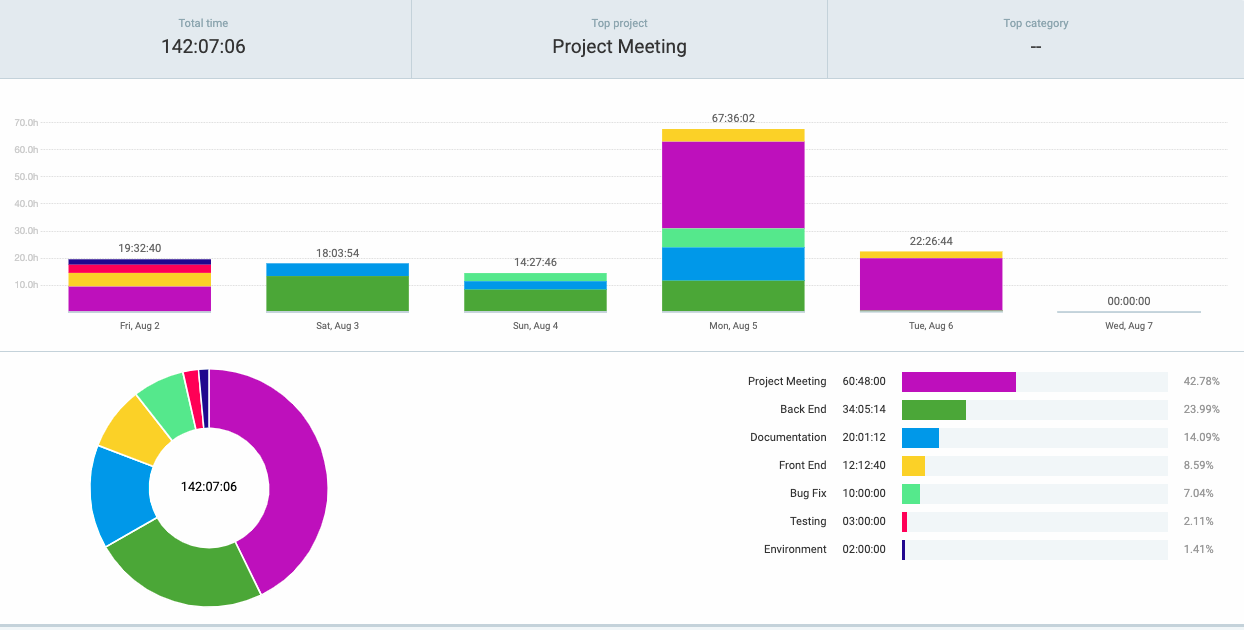 Total time
142:07:06
Top project
Project Meeting
Top category
--
67:36:02
70.0h
60.0h
50.0h
40.0h
30.0h
20.0h
10.0h
19:32:40
18:03:54
14:27:46
22:26:44
00:00:00
Fri, Aug 2
Sat, Aug 3
Sun, Aug 4
Mon, Aug 5
Tue, Aug 6
Wed, Aug 7
142:07:06
Project Meeting 60:48:00 42.78%
Back End 34:05:14 23.99%
Documentation 20:01:12 14.09%
Front End 12:12:40 8.59%
Bug Fix 10:00:00 7.04%
Testing 03:00:00 2.11%
Environment 02:00:00 1.41%